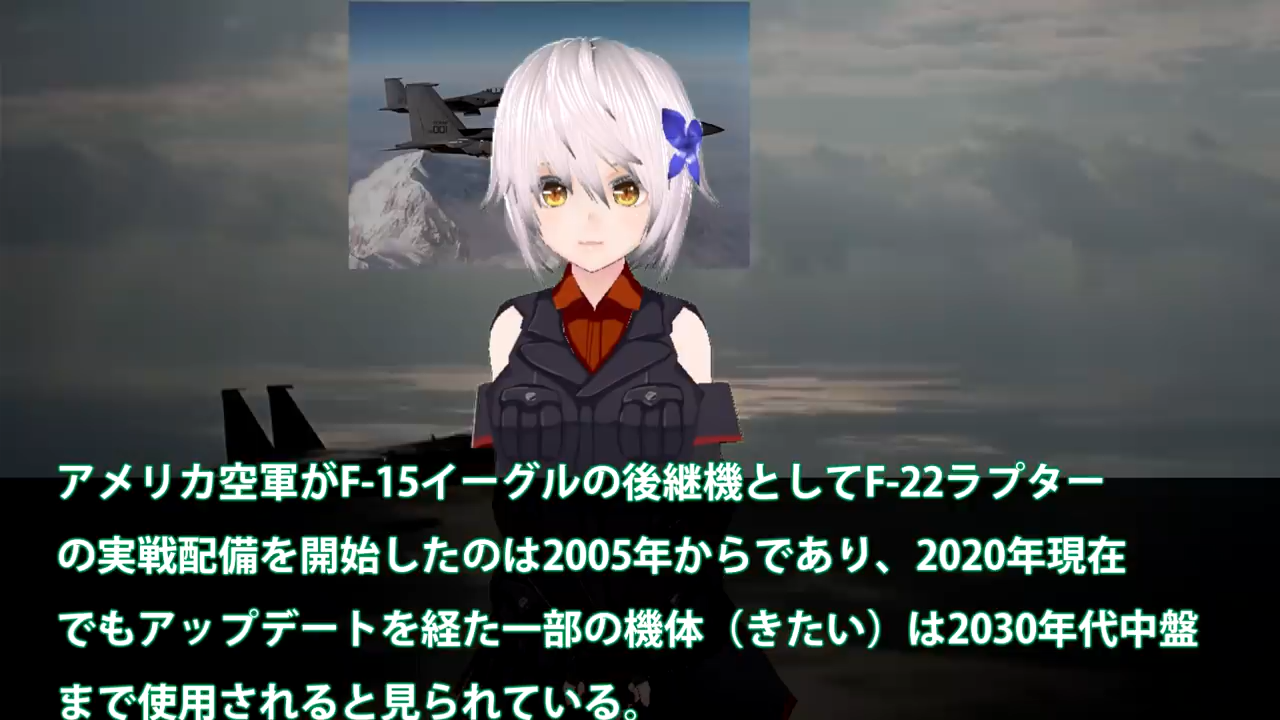 アメリカ空軍がF-15イーグルの後継機としてF-22ラプター
の実戦配備を開始したのは2005年からであり、2020年現在
でもアップデートを経た一部の機体（きたい）は2030年代中盤
まで使用されると見られている。
001